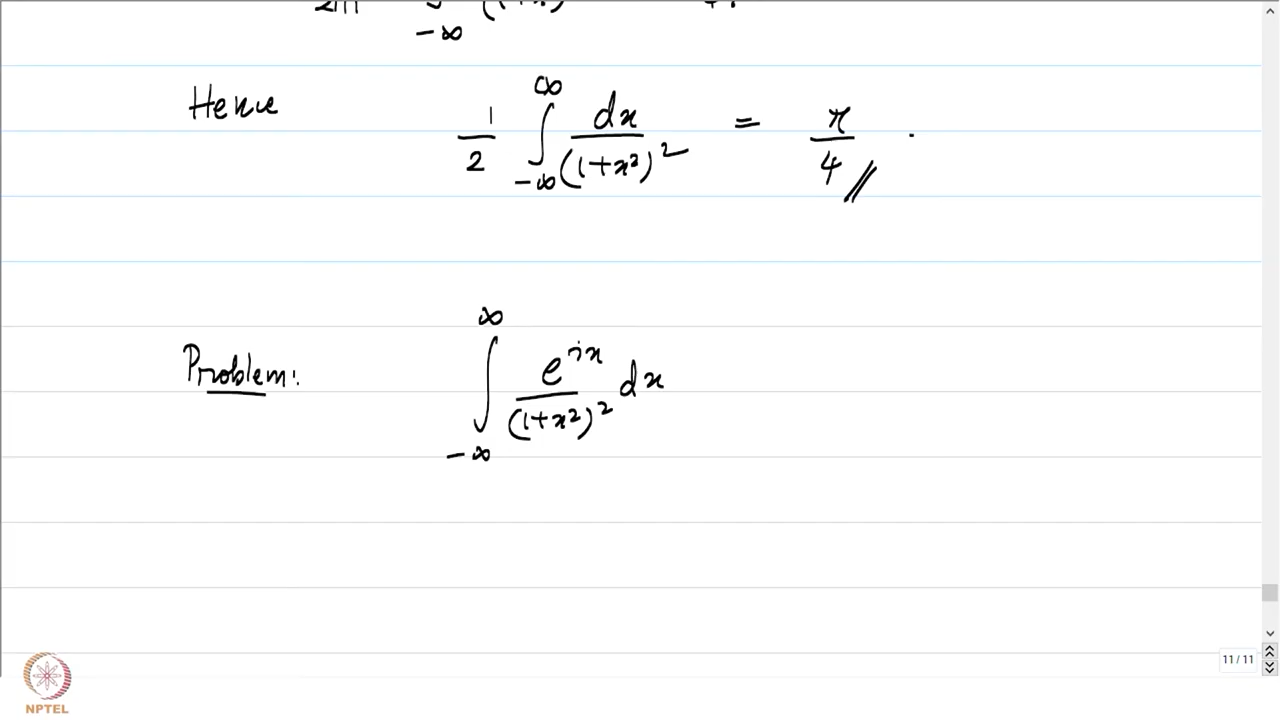 -∞
Hence 1/2 ∫_{-∞}^{∞} dx/(1+x²)² = π/4 .
Problem: ∫_{-∞}^{∞} e^{ix}/(1+x²)² dx
11 / 11
NPTEL